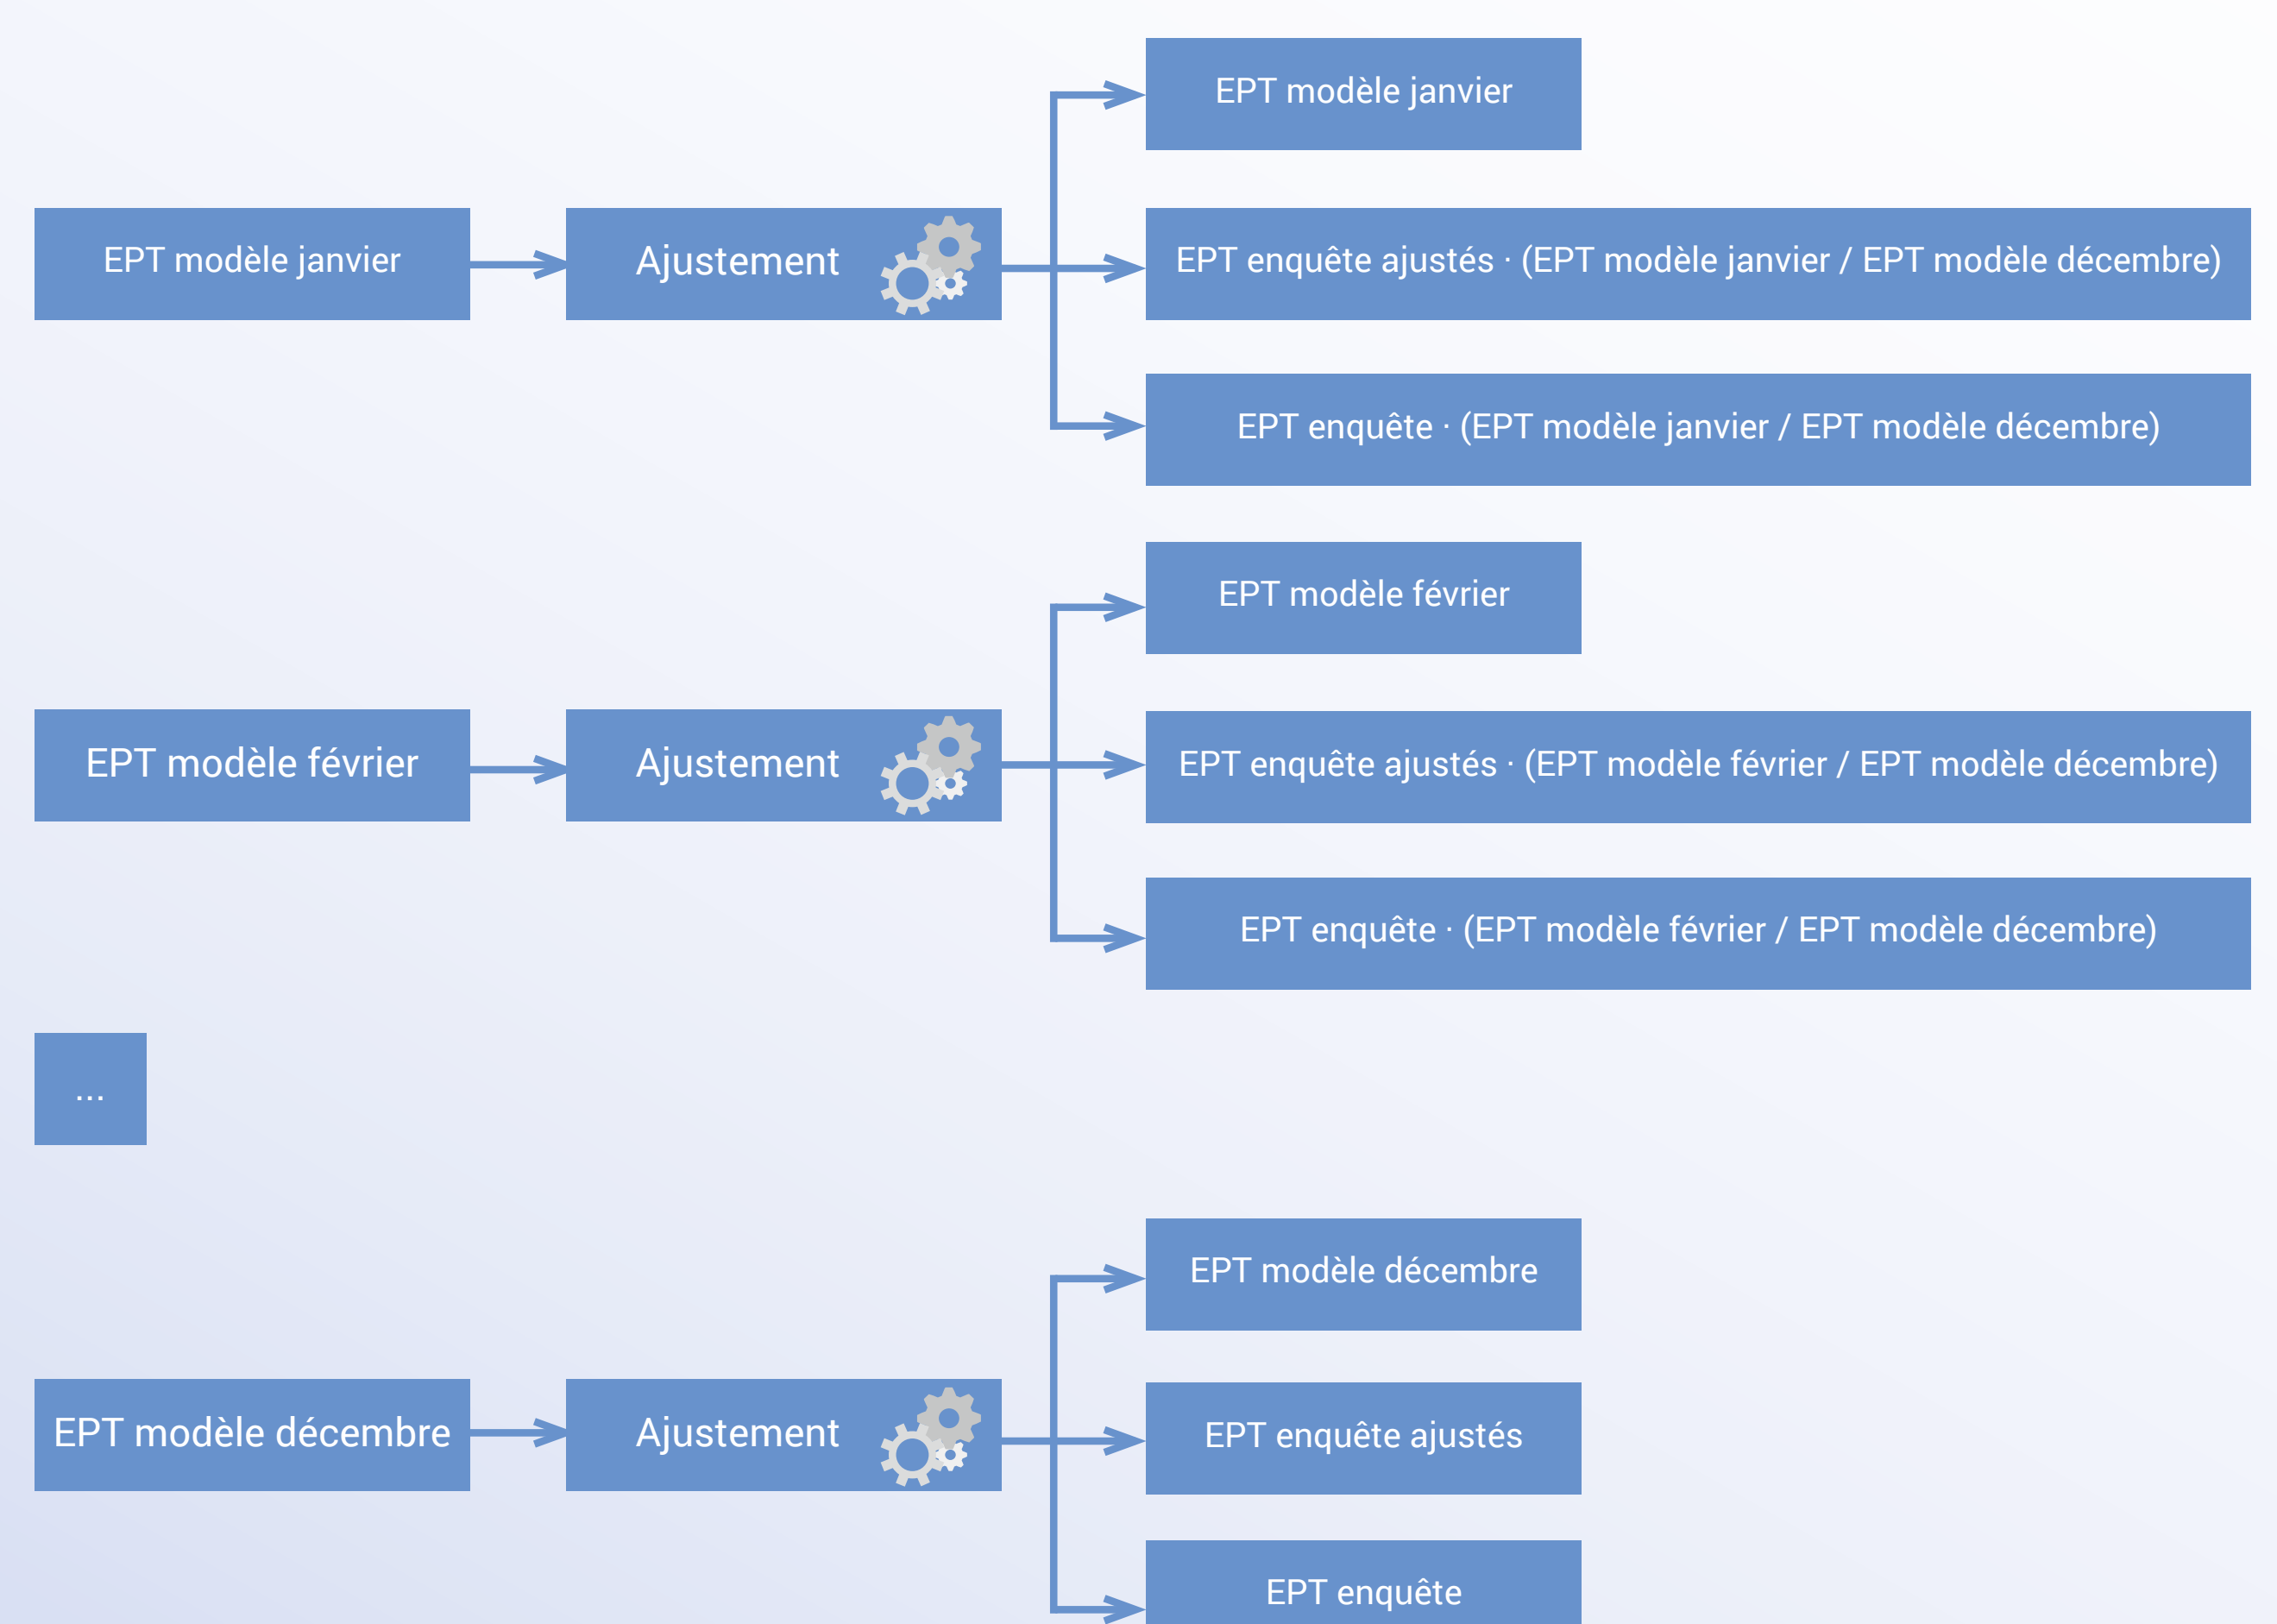 EPT modèle janvier
EPT modèle janvier
Ajustement
EPT enquête ajustés · (EPT modèle janvier / EPT modèle décembre)
EPT enquête · (EPT modèle janvier / EPT modèle décembre)
EPT modèle février
EPT modèle février
Ajustement
EPT enquête ajustés · (EPT modèle février / EPT modèle décembre)
EPT enquête · (EPT modèle février / EPT modèle décembre)
...
EPT modèle décembre
EPT modèle décembre
Ajustement
EPT enquête ajustés
EPT enquête